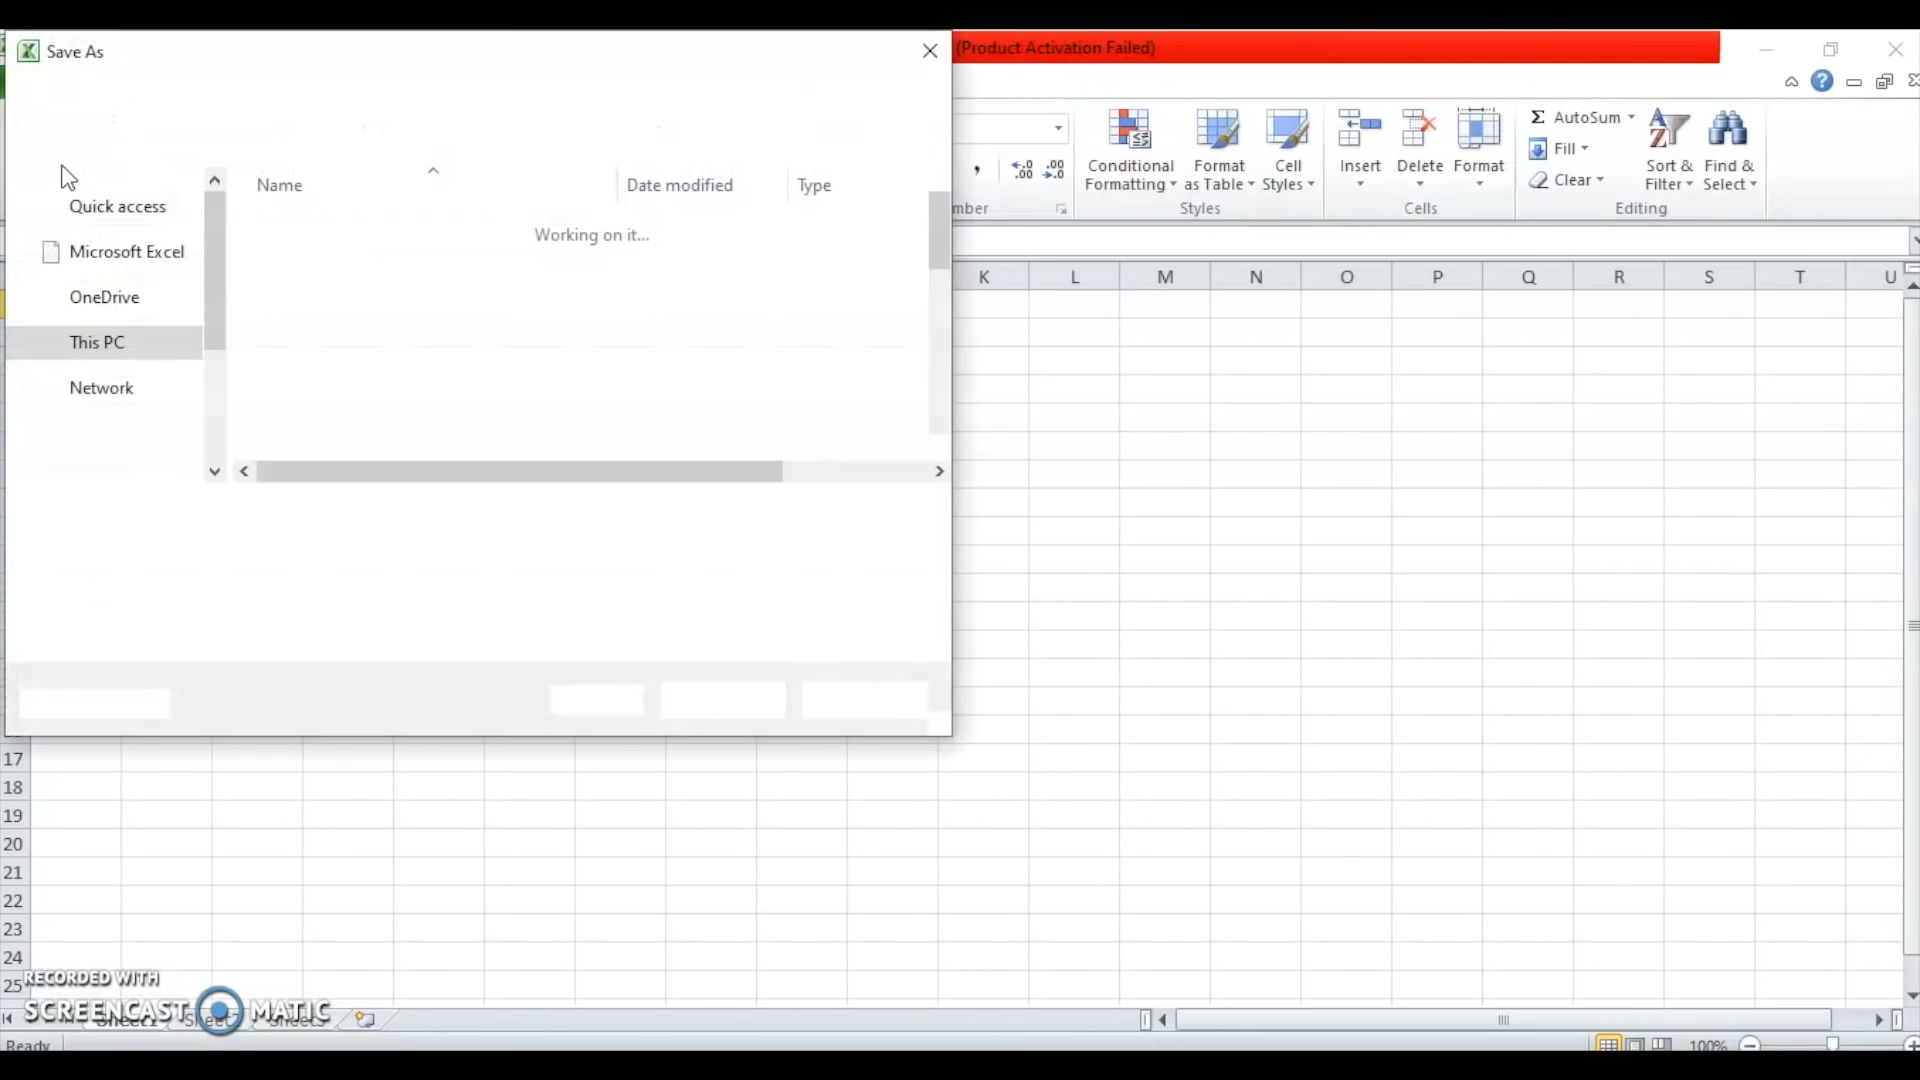 Save As
(Product Activation Failed)
Name
Date modified
Type
Working on it...
Quick access
Microsoft Excel
OneDrive
This PC
Network
Conditional
Formatting
Format
as Table
Cell
Styles
Insert
Delete
Format
Σ AutoSum
Fill
Clear
Sort &
Filter
Find &
Select
mber
Styles
Cells
Editing
K L M N O P Q R S T U
17
18
19
20
21
22
23
24
25
RECORDED WITH
SCREENCAST MATIC
Sheet1
Ready
100%